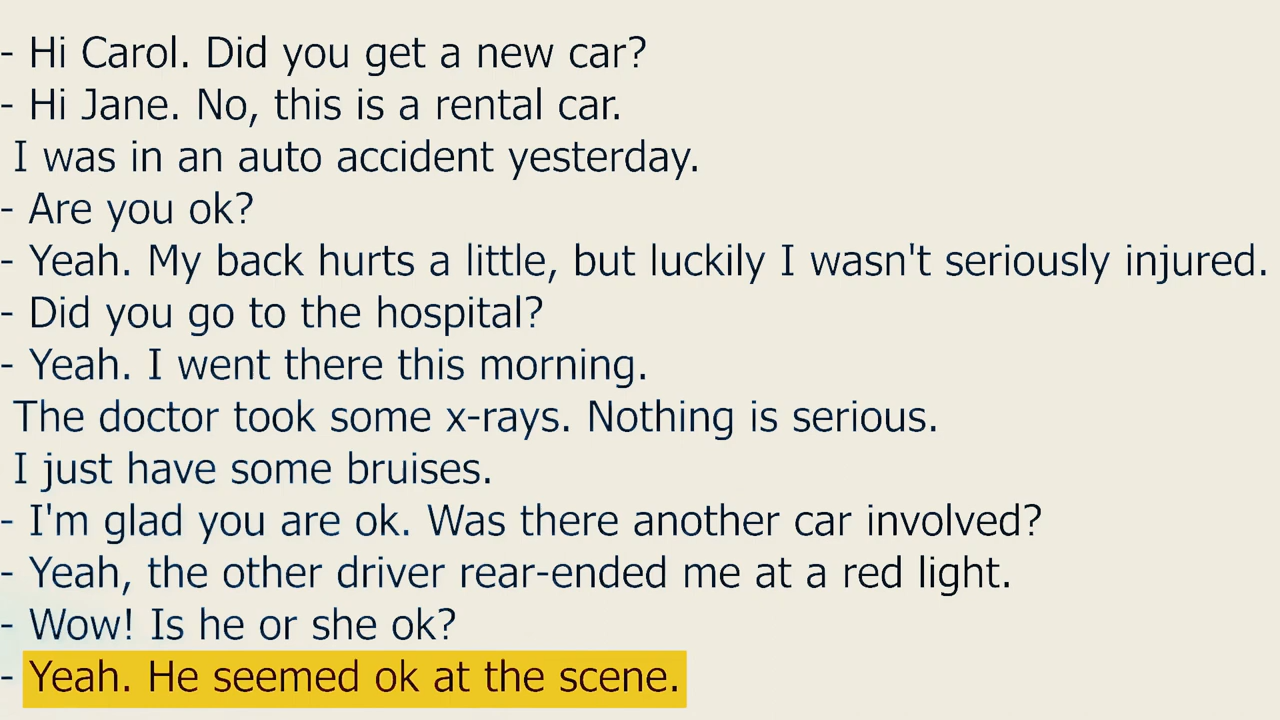 - Hi Carol. Did you get a new car?
- Hi Jane. No, this is a rental car.
I was in an auto accident yesterday.
- Are you ok?
- Yeah. My back hurts a little, but luckily I wasn't seriously injured.
- Did you go to the hospital?
- Yeah. I went there this morning.
The doctor took some x-rays. Nothing is serious.
I just have some bruises.
- I'm glad you are ok. Was there another car involved?
- Yeah, the other driver rear-ended me at a red light.
- Wow! Is he or she ok?
- Yeah. He seemed ok at the scene.